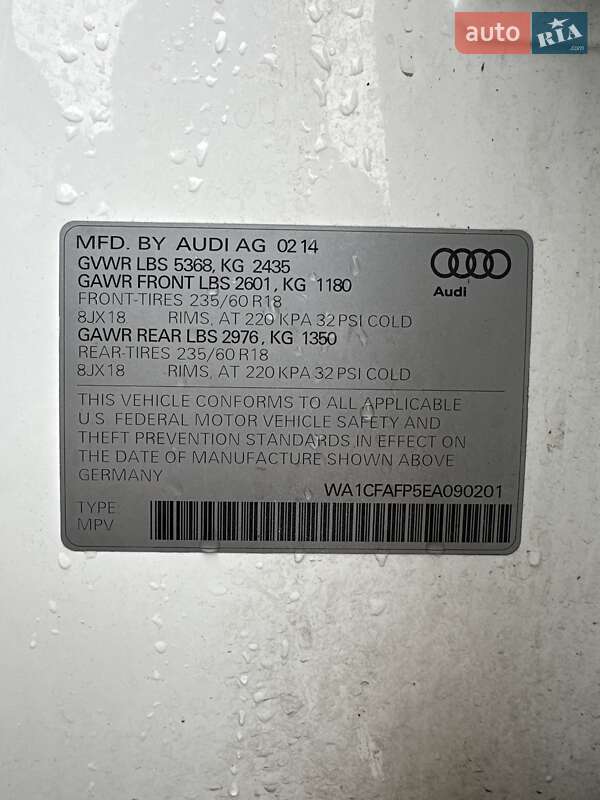 auto RIA .com
MFD. BY AUDI AG 02 14
GVWR LBS 5368, KG 2435
GAWR FRONT LBS 2601, KG 1180
FRONT-TIRES 235/60 R18
8JX18 RIMS, AT 220 KPA 32 PSI COLD
GAWR REAR LBS 2976, KG 1350
REAR-TIRES 235/60 R18
8JX18 RIMS, AT 220 KPA 32 PSI COLD
Audi
THIS VEHICLE CONFORMS TO ALL APPLICABLE
U.S. FEDERAL MOTOR VEHICLE SAFETY AND
THEFT PREVENTION STANDARDS IN EFFECT ON
THE DATE OF MANUFACTURE SHOWN ABOVE
GERMANY
WA1CFAFP5EA090201
TYPE
MPV